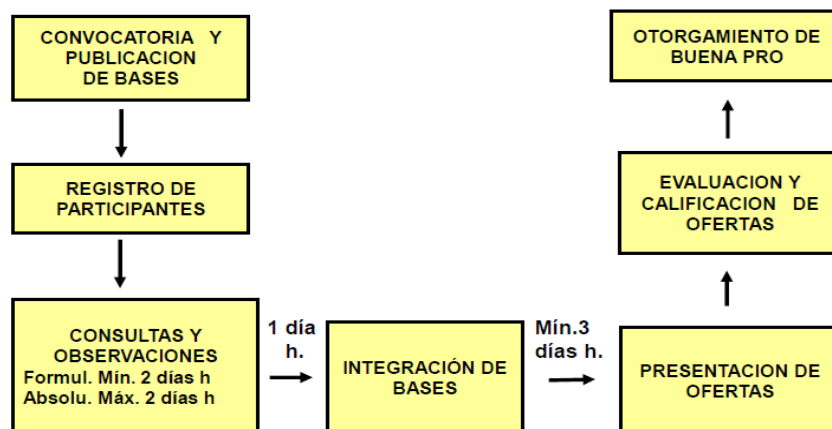 CONVOCATORIA Y
PUBLICACION
DE BASES
REGISTRO DE
PARTICIPANTES
CONSULTAS Y
OBSERVACIONES
Formul. Mín. 2 días h
Absolu. Máx. 2 días h
1 día
h.
INTEGRACIÓN DE
BASES
Mín.3
días h.
PRESENTACION DE
OFERTAS
EVALUACION Y
CALIFICACION DE
OFERTAS
OTORGAMIENTO DE
BUENA PRO